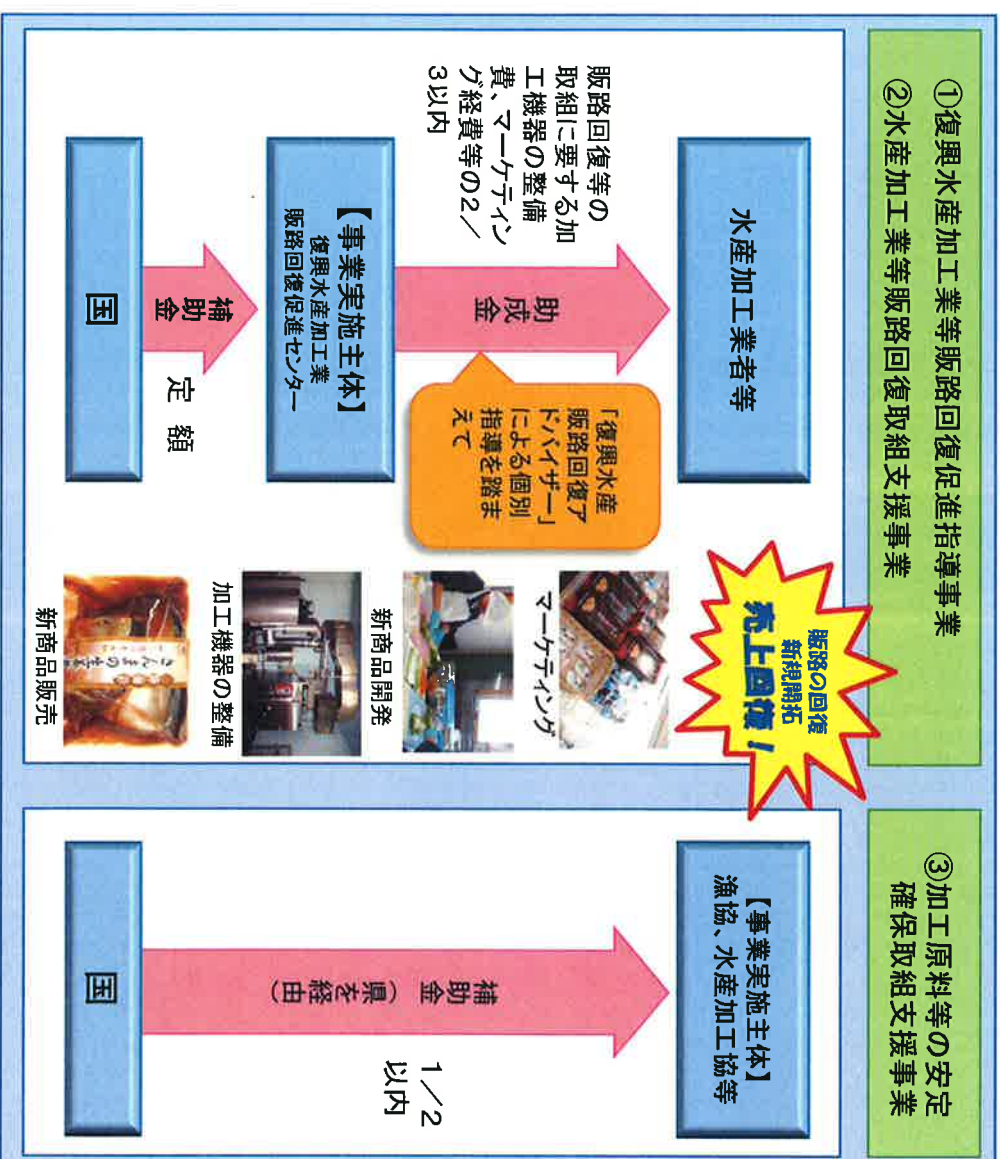 ①復興水産加工業等販路回復促進指導事業
②水産加工業等販路回復取組支援事業
水産加工業者等
販路回復等の
取組に要する加
工機器の整備
費、マーケティン
グ経費等の2/
3以内
助成金
「復興水産
販路回復ア
ドバイザー」
による個別
指導を踏ま
えて
【事業実施主体】
復興水産加工業
販路回復促進センター
補助金
定額
国
販路の回復
新規開拓
売上回復！
マーケティング
新商品開発
加工機器の整備
さんまの生姜
新商品販売
③加工原料等の安定
確保取組支援事業
【事業実施主体】
漁協、水産加工協等
補助金（県を経由）
1/2
以内
国